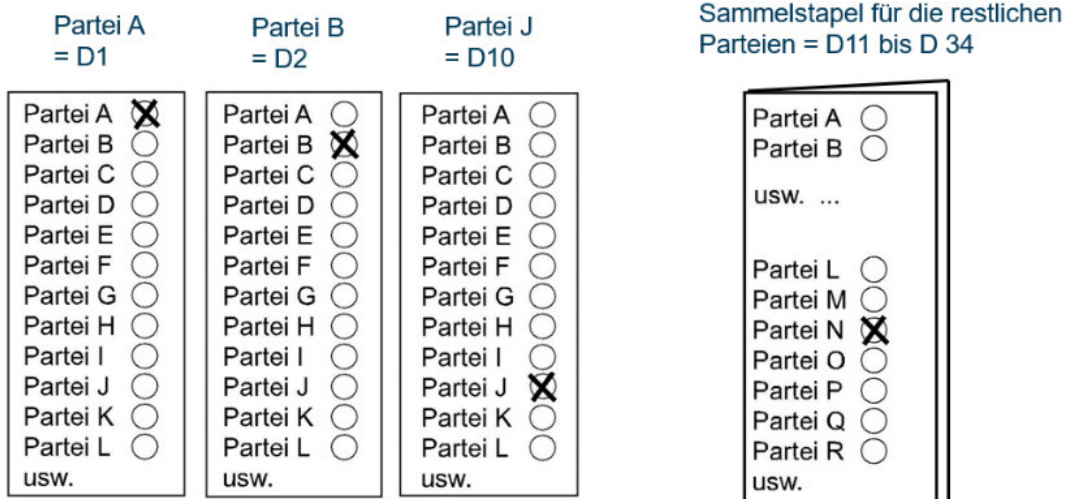 Partei A
= D1
Partei A
Partei B
Partei C
Partei D
Partei E
Partei F
Partei G
Partei H
Partei I
Partei J
Partei K
Partei L
usw.
Partei B
= D2
Partei A
Partei B
Partei C
Partei D
Partei E
Partei F
Partei G
Partei H
Partei I
Partei J
Partei K
Partei L
usw.
Partei J
= D10
Partei A
Partei B
Partei C
Partei D
Partei E
Partei F
Partei G
Partei H
Partei I
Partei J
Partei K
Partei L
usw.
Sammelstapel für die restlichen
Parteien = D11 bis D 34
Partei A
Partei B
usw. ...
Partei L
Partei M
Partei N
Partei O
Partei P
Partei Q
Partei R
usw.